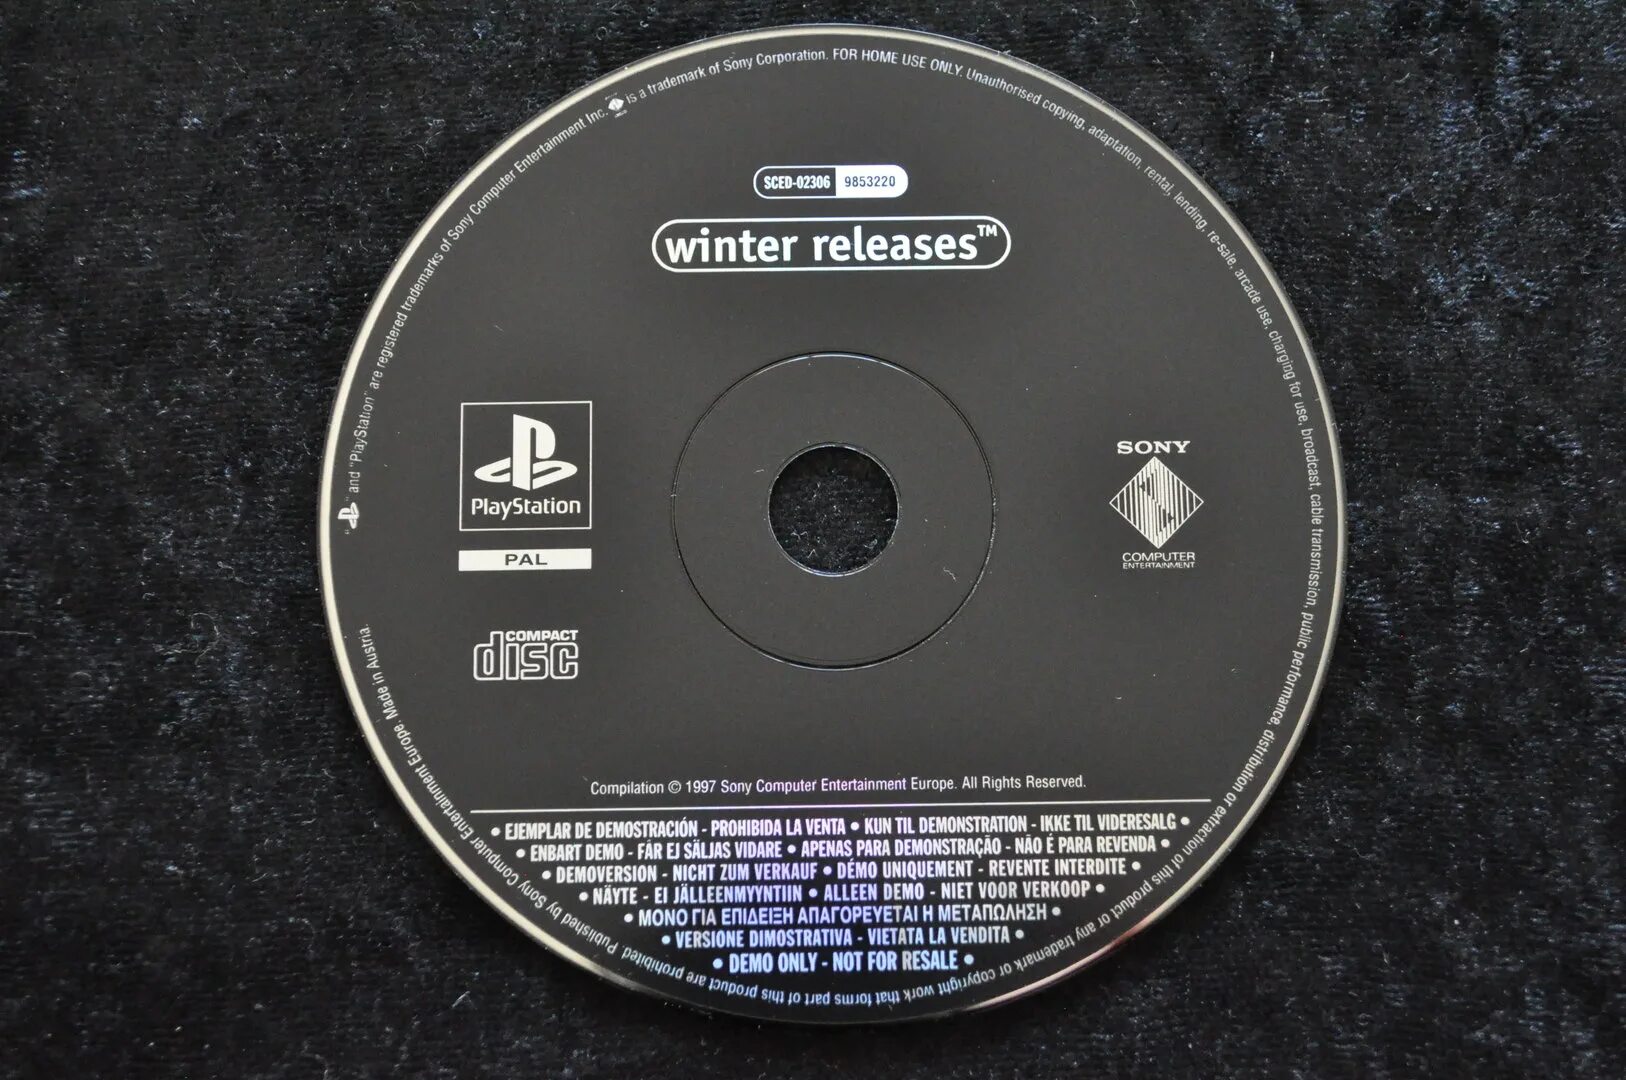 "PS" and "PlayStation" are registered trademarks of Sony Computer Entertainment Inc. is a trademark of Sony Corporation. FOR HOME USE ONLY. Unauthorised copying, adaptation, rental, lending, re-sale, arcade use, charging for use, broadcast, cable transmission, public performance, distribution or extraction of this product or any trademark or copyright work that forms part of this product are prohibited. Published by Sony Computer Entertainment Europe. Made in Austria.
SCED-02306 9853220
winter releases™
PlayStation
PAL
SONY
COMPUTER
ENTERTAINMENT
COMPACT
disc
Compilation © 1997 Sony Computer Entertainment Europe. All Rights Reserved.
• EJEMPLAR DE DEMOSTRACIÓN - PROHIBIDA LA VENTA • KUN TIL DEMONSTRATION - IKKE TIL VIDERESALG •
• ENBART DEMO - FÅR EJ SÄLJAS VIDARE • APENAS PARA DEMONSTRAÇÃO - NÃO É PARA REVENDA •
• DEMOVERSION - NICHT ZUM VERKAUF • DÉMO UNIQUEMENT - REVENTE INTERDITE •
• NÄYTE - EI JÄLLEENMYYNTIIN • ALLEEN DEMO - NIET VOOR VERKOOP •
• ΜΟΝΟ ΓΙΑ ΕΠΙΔΕΙΞΗ ΑΠΑΓΟΡΕΥΕΤΑΙ Η ΜΕΤΑΠΩΛΗΣΗ •
• VERSIONE DIMOSTRATIVA - VIETATA LA VENDITA •
• DEMO ONLY - NOT FOR RESALE •